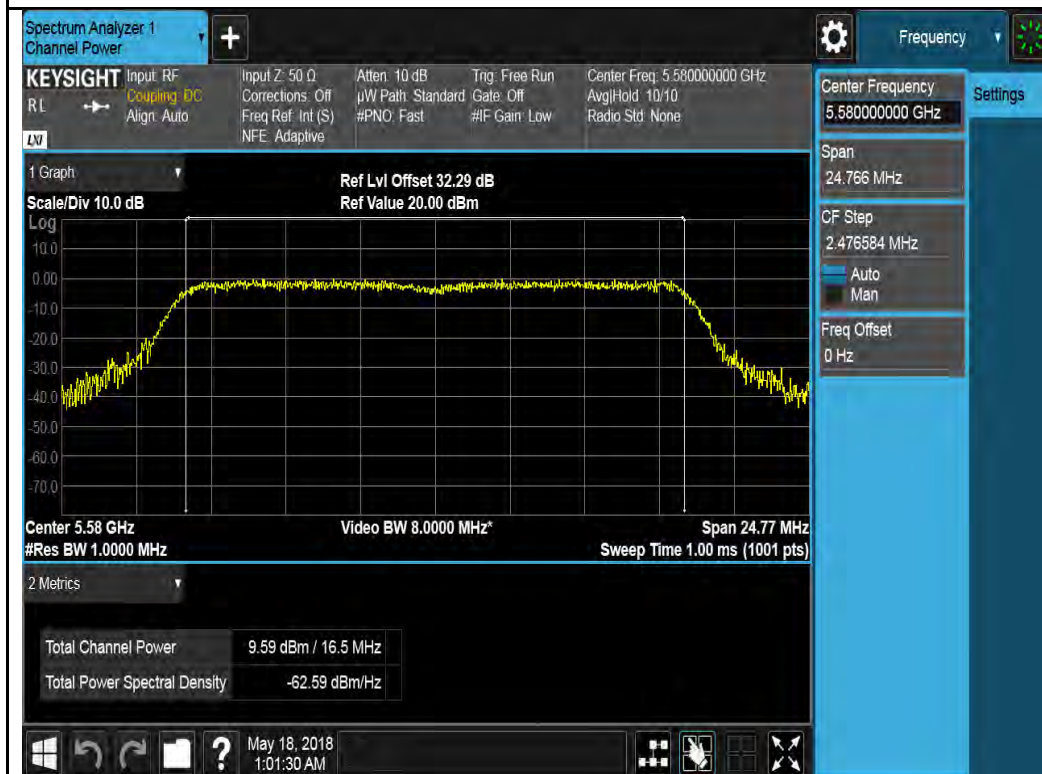 Spectrum Analyzer 1
Channel Power
+
Frequency
KEYSIGHT
RL
LXI
Input: RF
Coupling: DC
Align: Auto
Input Z: 50 Ω
Corrections: Off
Freq Ref: Int (S)
NFE: Adaptive
Atten: 10 dB
µW Path: Standard
#PNO: Fast
Trig: Free Run
Gate: Off
#IF Gain: Low
Center Freq: 5.580000000 GHz
Avg|Hold: 10/10
Radio Std: None
Center Frequency
5.580000000 GHz
Settings
Span
24.766 MHz
CF Step
2.476584 MHz
Auto
Man
Freq Offset
0 Hz
1 Graph
Ref Lvl Offset 32.29 dB
Scale/Div 10.0 dB
Ref Value 20.00 dBm
Log
10.0
0.00
-10.0
-20.0
-30.0
-40.0
-50.0
-60.0
-70.0
Center 5.58 GHz
Video BW 8.0000 MHz*
Span 24.77 MHz
#Res BW 1.0000 MHz
Sweep Time 1.00 ms (1001 pts)
2 Metrics
Total Channel Power 9.59 dBm / 16.5 MHz
Total Power Spectral Density -62.59 dBm/Hz
?
May 18, 2018
1:01:30 AM